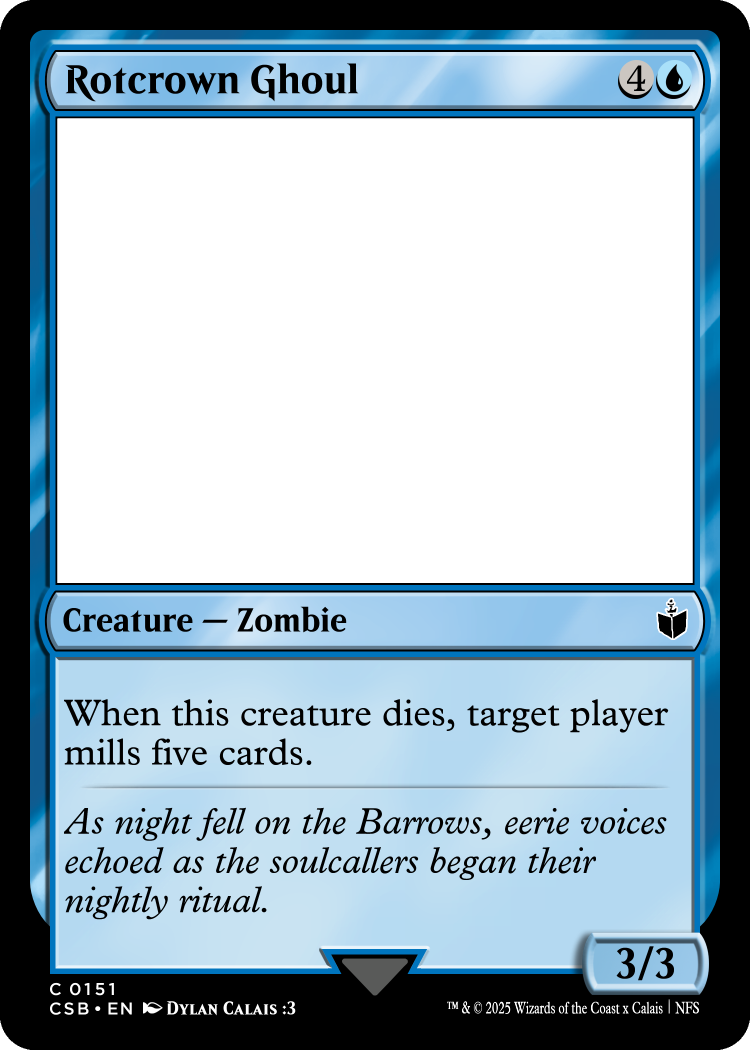 Rotcrown Ghoul 4
Creature — Zombie
When this creature dies, target player
mills five cards.
As night fell on the Barrows, eerie voices
echoed as the soulcallers began their
nightly ritual.
3/3
C 0151
CSB • EN DYLAN CALAIS :3
™ & © 2025 Wizards of the Coast x Calais | NFS